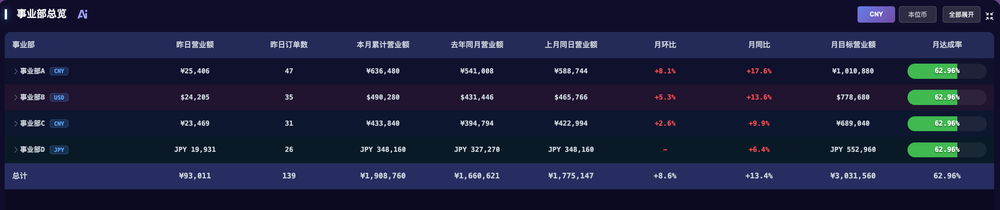 事业部总览 Ai CNY 本位币 全部展开
事业部 昨日营业额 昨日订单数 本月累计营业额 去年同月营业额 上月同日营业额 月环比 月同比 月目标营业额 月达成率
事业部A CNY ¥25,406 47 ¥636,480 ¥541,008 ¥588,744 +8.1% +17.6% ¥1,010,880 62.96%
事业部B USD $24,205 35 $490,280 $431,446 $465,766 +5.3% +13.6% $778,680 62.96%
事业部C CNY ¥23,469 31 ¥433,840 ¥394,794 ¥422,994 +2.6% +9.9% ¥689,040 62.96%
事业部D JPY JPY 19,931 26 JPY 348,160 JPY 327,270 JPY 348,160 – +6.4% JPY 552,960 62.96%
总计 ¥93,011 139 ¥1,908,760 ¥1,660,621 ¥1,775,147 +8.6% +13.4% ¥3,031,560 62.96%